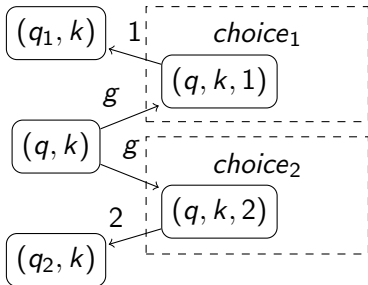 (q₁, k)
1
choice₁
(q, k, 1)
g
(q, k)
g
choice₂
(q, k, 2)
2
(q₂, k)